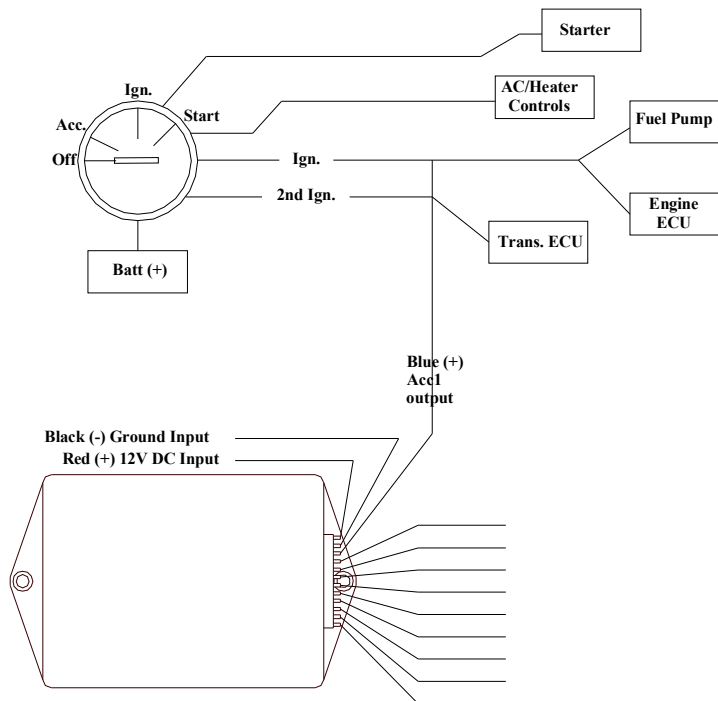 Starter
Ign.
AC/Heater
Controls
Start
Acc.
Fuel Pump
Off
Ign.
2nd Ign.
Engine
ECU
Trans. ECU
Batt (+)
Blue (+)
Acc1
output
Black (-) Ground Input
Red (+) 12V DC Input